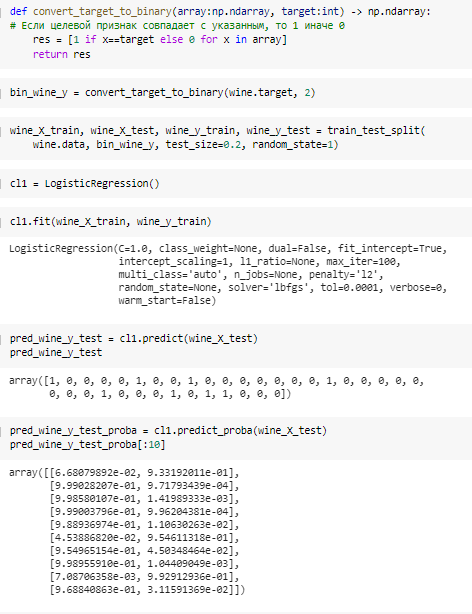 def convert_target_to_binary(array:np.ndarray, target:int) -> np.ndarray:
# Если целевой признак совпадает с указанным, то 1 иначе 0
    res = [1 if x==target else 0 for x in array]
    return res
bin_wine_y = convert_target_to_binary(wine.target, 2)
wine_X_train, wine_X_test, wine_y_train, wine_y_test = train_test_split(
    wine.data, bin_wine_y, test_size=0.2, random_state=1)
cl1 = LogisticRegression()
cl1.fit(wine_X_train, wine_y_train)
LogisticRegression(C=1.0, class_weight=None, dual=False, fit_intercept=True,
                   intercept_scaling=1, l1_ratio=None, max_iter=100,
                   multi_class='auto', n_jobs=None, penalty='l2',
                   random_state=None, solver='lbfgs', tol=0.0001, verbose=0,
                   warm_start=False)
pred_wine_y_test = cl1.predict(wine_X_test)
pred_wine_y_test
array([1, 0, 0, 0, 0, 1, 0, 0, 1, 0, 0, 0, 0, 0, 0, 0, 1, 0, 0, 0, 0, 0,
       0, 0, 0, 1, 0, 0, 0, 1, 0, 1, 1, 0, 0, 0])
pred_wine_y_test_proba = cl1.predict_proba(wine_X_test)
pred_wine_y_test_proba[:10]
array([[6.68079892e-02, 9.33192011e-01],
       [9.99028207e-01, 9.71793439e-04],
       [9.98580107e-01, 1.41989333e-03],
       [9.99003796e-01, 9.96204381e-04],
       [9.88936974e-01, 1.10630263e-02],
       [4.53886820e-02, 9.54611318e-01],
       [9.54965154e-01, 4.50348464e-02],
       [9.98955910e-01, 1.04409049e-03],
       [7.08706358e-03, 9.92912936e-01],
       [9.68840863e-01, 3.11591369e-02]])